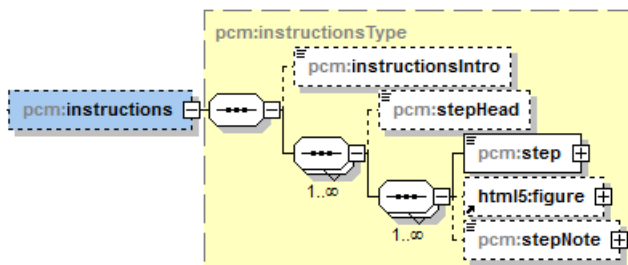 pcm:instructionsType
pcm:instructionsIntro
pcm:instructions
pcm:stepHead
pcm:step
1..∞
html5:figure
pcm:stepNote
1..∞